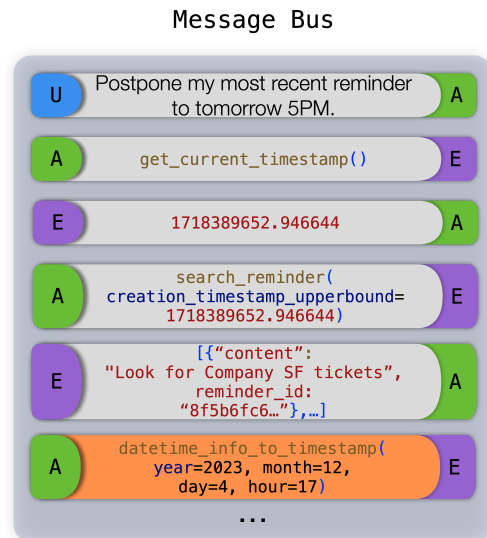 Message Bus
U Postpone my most recent reminder A
to tomorrow 5PM.
A get_current_timestamp() E
E 1718389652.946644 A
search_reminder(
A creation_timestamp_upperbound= E
1718389652.946644)
[{“content”:
"Look for Company SF tickets”,
E reminder_id: A
“8f5b6fc6…”},…]
datetime_info_to_timestamp(
A year=2023, month=12, E
day=4, hour=17)
...